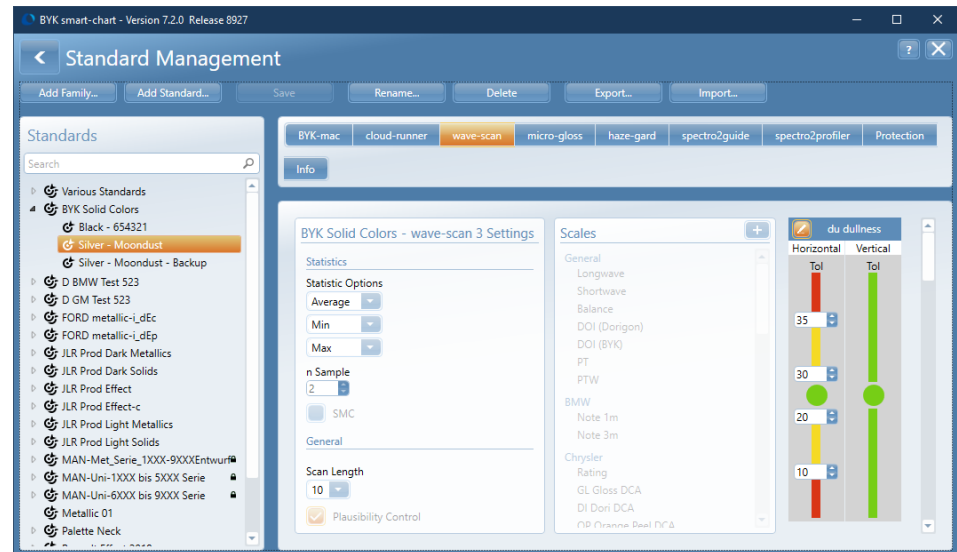 BYK smart-chart - Version 7.2.0 Release 8927
Standard Management
?
Add Family...
Add Standard...
Save
Rename...
Delete
Export...
Import...
Standards
Search
Various Standards
BYK Solid Colors
Black - 654321
Silver - Moondust
Silver - Moondust - Backup
D BMW Test 523
D GM Test 523
FORD metallic-i_dEc
FORD metallic-i_dEp
JLR Prod Dark Metallics
JLR Prod Dark Solids
JLR Prod Effect
JLR Prod Effect-c
JLR Prod Light Metallics
JLR Prod Light Solids
MAN-Met_Serie_1XXX-9XXXEntwurf
MAN-Uni-1XXX bis 5XXX Serie
MAN-Uni-6XXX bis 9XXX Serie
Metallic 01
Palette Neck
BYK-mac
cloud-runner
wave-scan
micro-gloss
haze-gard
spectro2guide
spectro2profiler
Protection
Info
BYK Solid Colors - wave-scan 3 Settings
Statistics
Statistic Options
Average
Min
Max
n Sample
2
SMC
General
Scan Length
10
Plausibility Control
Scales
+
General
Longwave
Shortwave
Balance
DOI (Dorigon)
DOI (BYK)
PT
PTW
BMW
Note 1m
Note 3m
Chrysler
Rating
GL Gloss DCA
DI Dori DCA
OP Orange Peel DCA
du dullness
Horizontal Vertical
Tol Tol
35
30
20
10